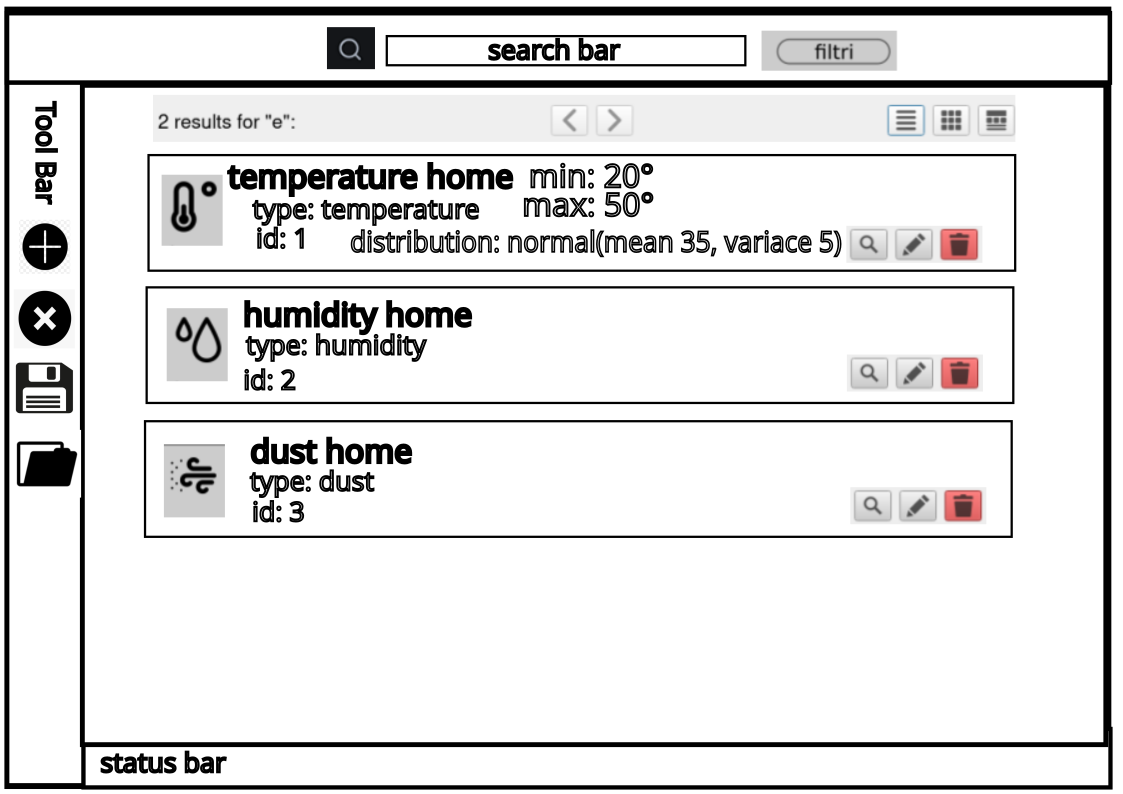 search bar
filtri
Tool Bar
2 results for "e":
temperature home
min: 20°
max: 50°
type: temperature
id: 1
distribution: normal(mean 35, variace 5)
humidity home
type: humidity
id: 2
dust home
type: dust
id: 3
status bar